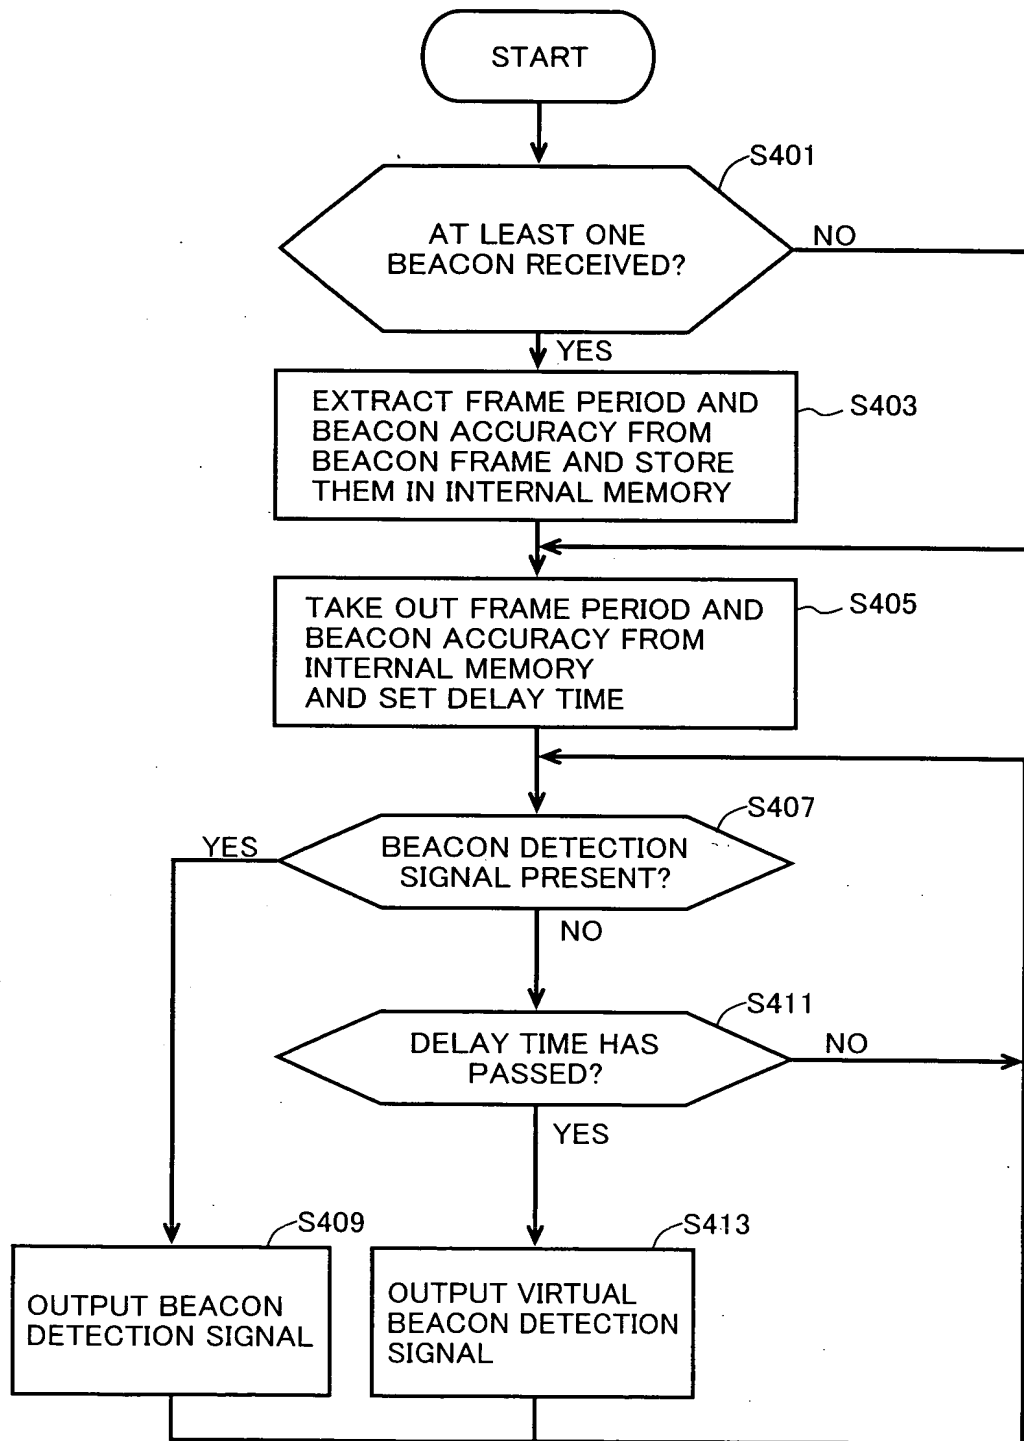 START
S401
AT LEAST ONE
BEACON RECEIVED?
NO
YES
EXTRACT FRAME PERIOD AND
BEACON ACCURACY FROM
BEACON FRAME AND STORE
THEM IN INTERNAL MEMORY
S403
TAKE OUT FRAME PERIOD AND
BEACON ACCURACY FROM
INTERNAL MEMORY
AND SET DELAY TIME
S405
S407
YES
BEACON DETECTION
SIGNAL PRESENT?
NO
S411
DELAY TIME HAS
PASSED?
NO
YES
S409
S413
OUTPUT BEACON
DETECTION SIGNAL
OUTPUT VIRTUAL
BEACON DETECTION
SIGNAL